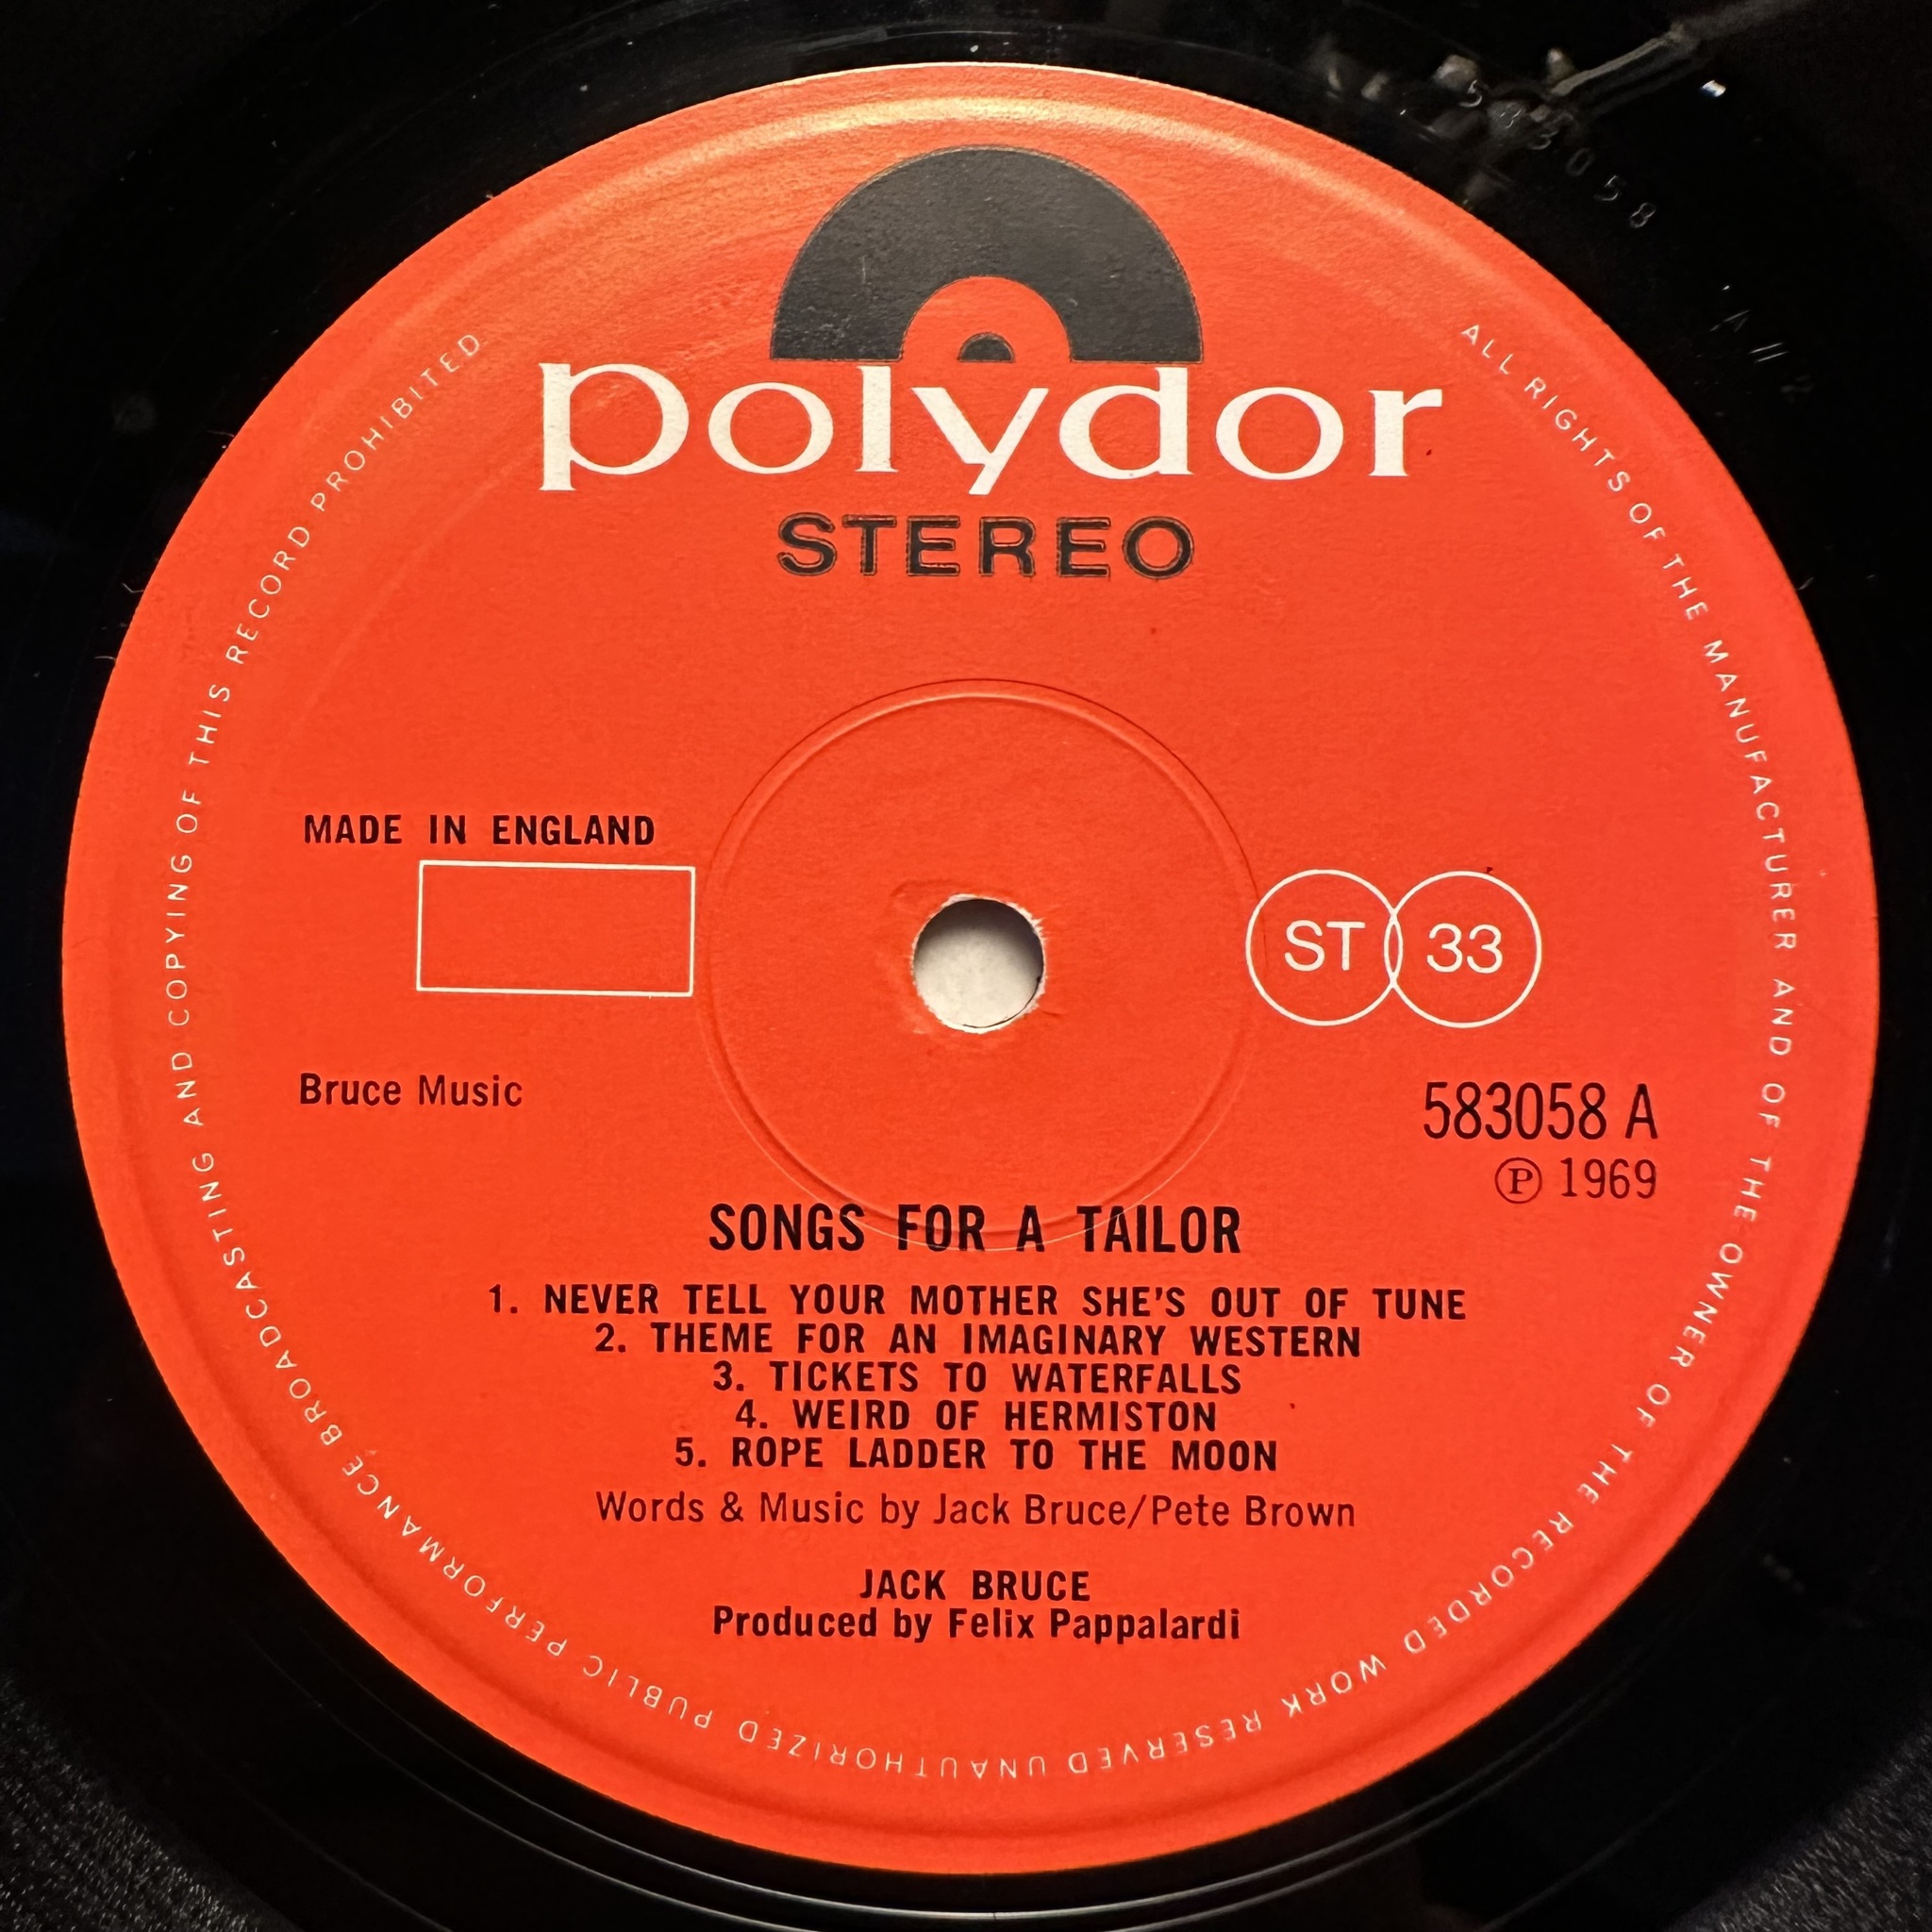 polydor
STEREO
MADE IN ENGLAND
ST 33
Bruce Music
583058 A
Ⓟ 1969
SONGS FOR A TAILOR
1. NEVER TELL YOUR MOTHER SHE'S OUT OF TUNE
2. THEME FOR AN IMAGINARY WESTERN
3. TICKETS TO WATERFALLS
4. WEIRD OF HERMISTON
5. ROPE LADDER TO THE MOON
Words & Music by Jack Bruce/Pete Brown
JACK BRUCE
Produced by Felix Pappalardi
ALL RIGHTS OF THE MANUFACTURER AND OF THE OWNER OF THE RECORDED WORK RESERVED UNAUTHORIZED PUBLIC PERFORMANCE BROADCASTING AND COPYING OF THIS RECORD PROHIBITED
583058